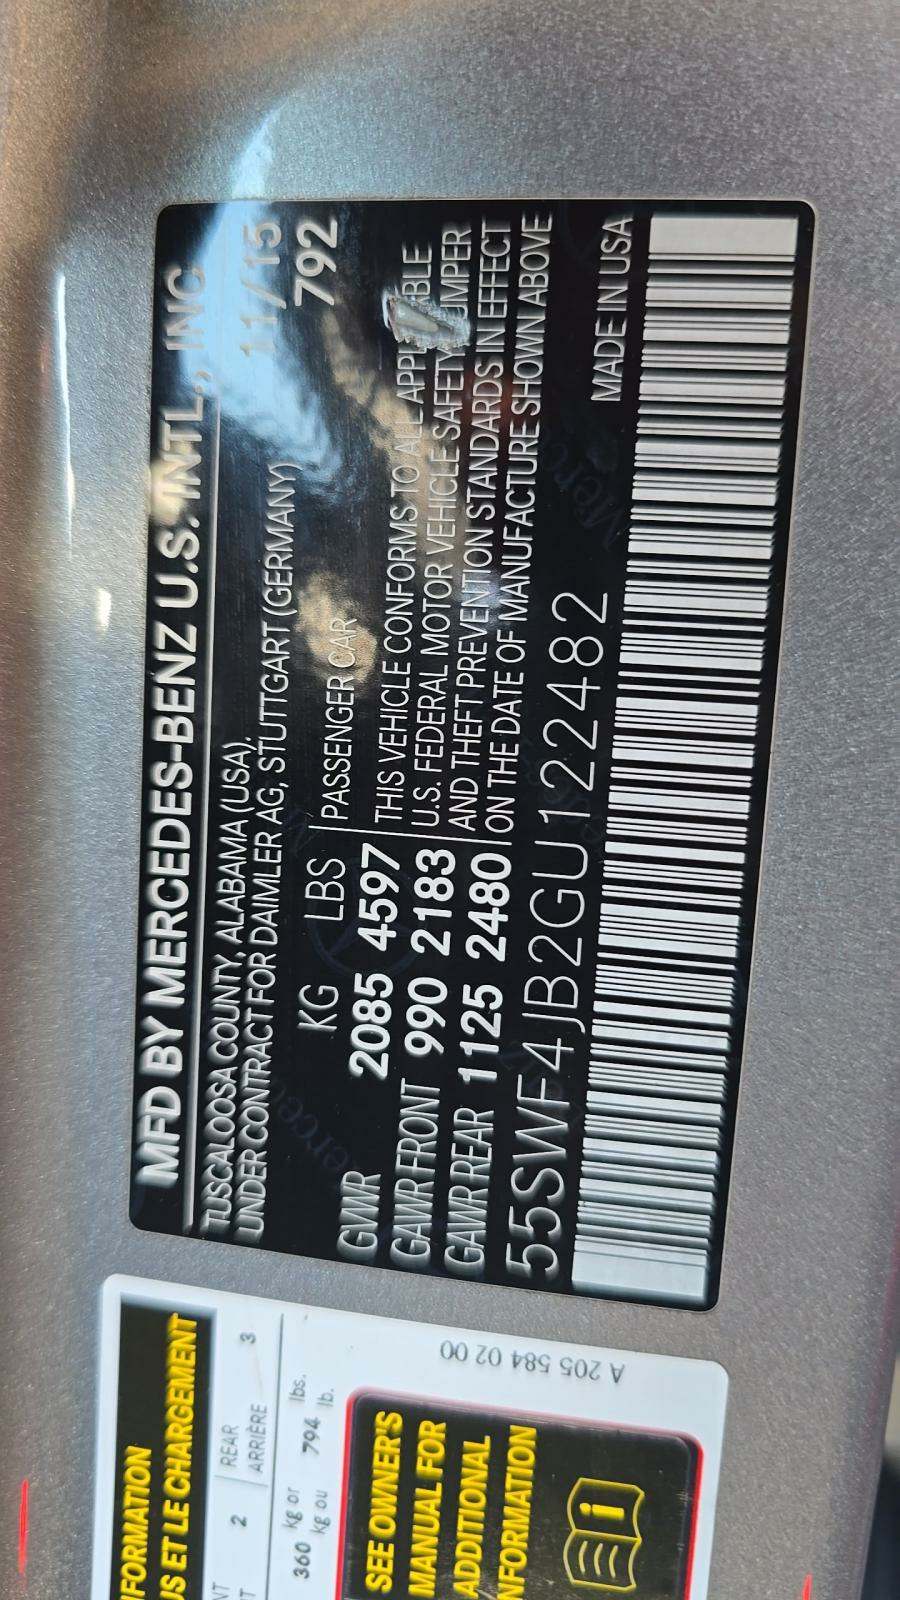 MFD BY MERCEDES-BENZ U.S. INTL., INC
TUSCALOOSA COUNTY, ALABAMA (USA), 11/15
UNDER CONTRACT FOR DAIMLER AG, STUTTGART (GERMANY) 792
KG LBS PASSENGER CAR
GVWR 2085 4597 THIS VEHICLE CONFORMS TO ALL
GAWR FRONT 990 2183 U.S. FEDERAL MOTOR VEHICLE SAFETY
GAWR REAR 1125 2480 AND THEFT PREVENTION STANDARDS IN EFFECT
ON THE DATE OF MANUFACTURE SHOWN ABOVE
55SWF4JB2GU122482 MADE IN USA
2 REAR 3
ARRIÈRE
360 kg or 794 lbs.
kg ou lb.
ET LE CHARGEMENT
SEE OWNER'S
MANUAL FOR
ADDITIONAL
INFORMATION
A 205 584 02 00